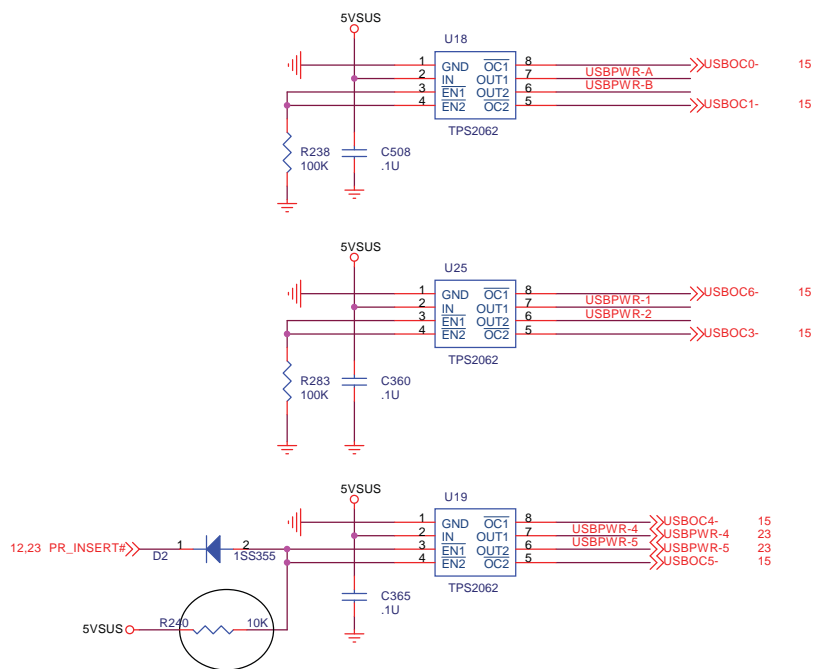 5VSUS
U18
1 GND OC1 8 USBOC0- 15
2 IN OUT1 7 USBPWR-A
3 EN1 OUT2 6 USBPWR-B
4 EN2 OC2 5 USBOC1- 15
TPS2062
R238 C508
100K .1U
5VSUS
U25
1 GND OC1 8 USBOC6- 15
2 IN OUT1 7 USBPWR-1
3 EN1 OUT2 6 USBPWR-2
4 EN2 OC2 5 USBOC3- 15
TPS2062
R283 C360
100K .1U
5VSUS
U19
1 GND OC1 8 USBOC4- 15
2 IN OUT1 7 USBPWR-4 USBPWR-4 23
12,23 PR_INSERT# 1 2 3 EN1 OUT2 6 USBPWR-5 USBPWR-5 23
D2 1SS355 4 EN2 OC2 5 USBOC5- 15
TPS2062
C365
.1U
5VSUS R240 10K